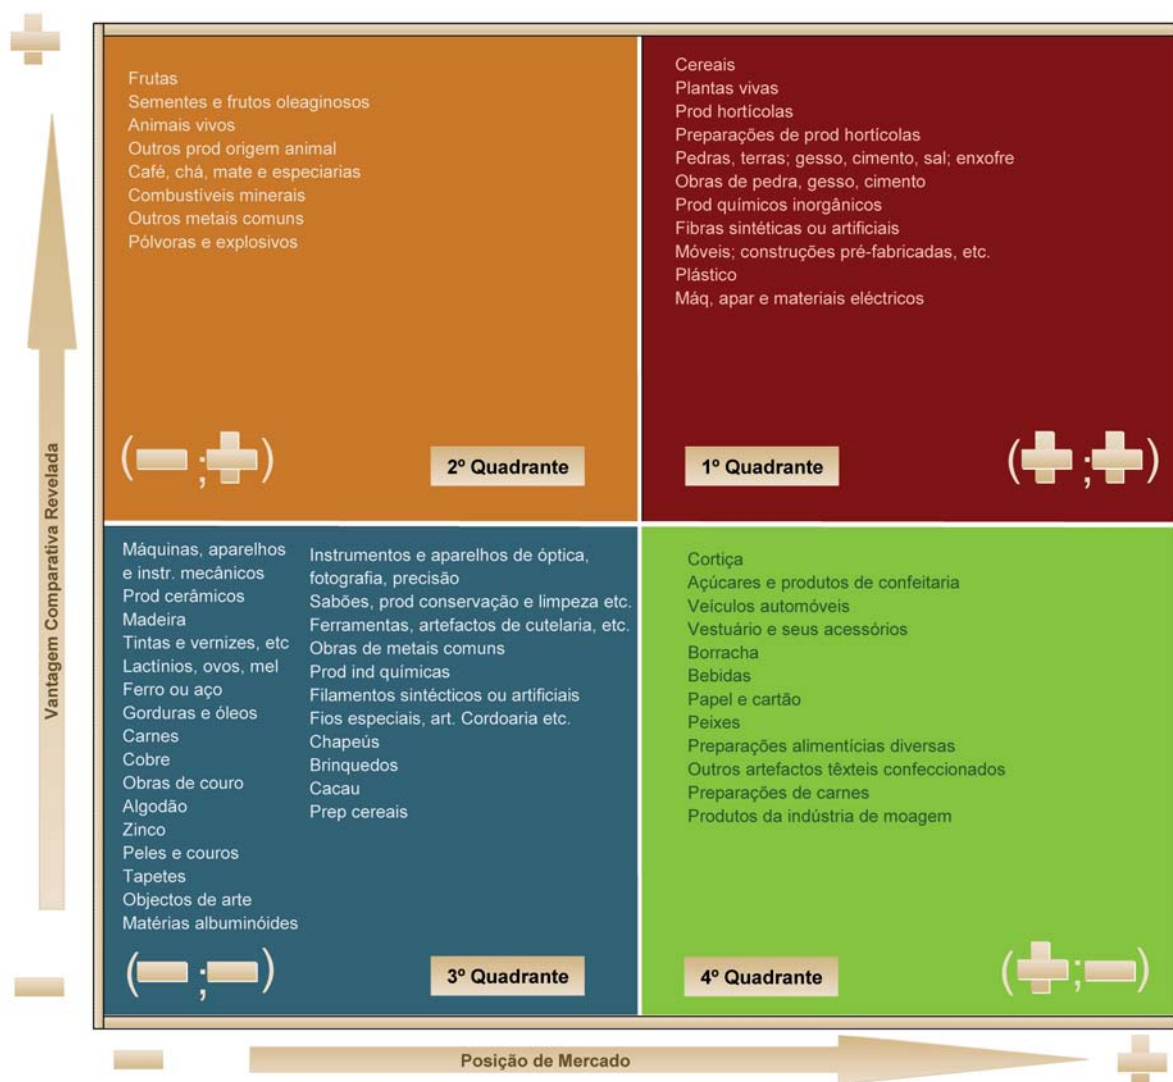 Frutas
Sementes e frutos oleaginosos
Animais vivos
Outros prod origem animal
Café, chá, mate e especiarias
Combustíveis minerais
Outros metais comuns
Pólvoras e explosivos
( ; )
2º Quadrante
Cereais
Plantas vivas
Prod hortícolas
Preparações de prod hortícolas
Pedras, terras; gesso, cimento, sal; enxofre
Obras de pedra, gesso, cimento
Prod químicos inorgânicos
Fibras sintéticas ou artificiais
Móveis; construções pré-fabricadas, etc.
Plástico
Máq, apar e materiais eléctricos
1º Quadrante
( ; )
Vantagem Comparativa Revelada
Máquinas, aparelhos
e instr. mecânicos
Prod cerâmicos
Madeira
Tintas e vernizes, etc
Lactínios, ovos, mel
Ferro ou aço
Gorduras e óleos
Carnes
Cobre
Obras de couro
Algodão
Zinco
Peles e couros
Tapetes
Objectos de arte
Matérias albuminóides
Instrumentos e aparelhos de óptica,
fotografia, precisão
Sabões, prod conservação e limpeza etc.
Ferramentas, artefactos de cutelaria, etc.
Obras de metais comuns
Prod ind químicas
Filamentos sintécticos ou artificiais
Fios especiais, art. Cordoaria etc.
Chapeús
Brinquedos
Cacau
Prep cereais
( ; )
3º Quadrante
Cortiça
Açúcares e produtos de confeitaria
Veículos automóveis
Vestuário e seus acessórios
Borracha
Bebidas
Papel e cartão
Peixes
Preparações alimentícias diversas
Outros artefactos têxteis confeccionados
Preparações de carnes
Produtos da indústria de moagem
4º Quadrante
( ; )
Posição de Mercado